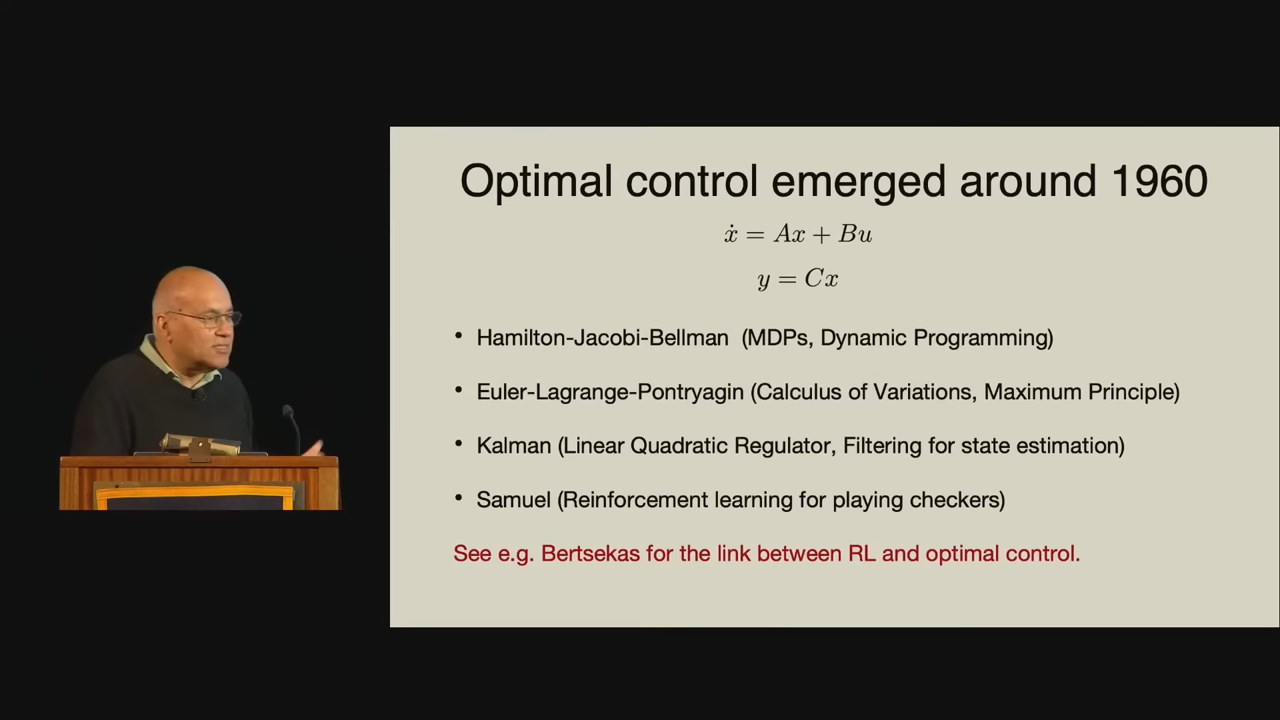 Optimal control emerged around 1960
ẋ = Ax + Bu
y = Cx
• Hamilton-Jacobi-Bellman (MDPs, Dynamic Programming)
• Euler-Lagrange-Pontryagin (Calculus of Variations, Maximum Principle)
• Kalman (Linear Quadratic Regulator, Filtering for state estimation)
• Samuel (Reinforcement learning for playing checkers)
See e.g. Bertsekas for the link between RL and optimal control.